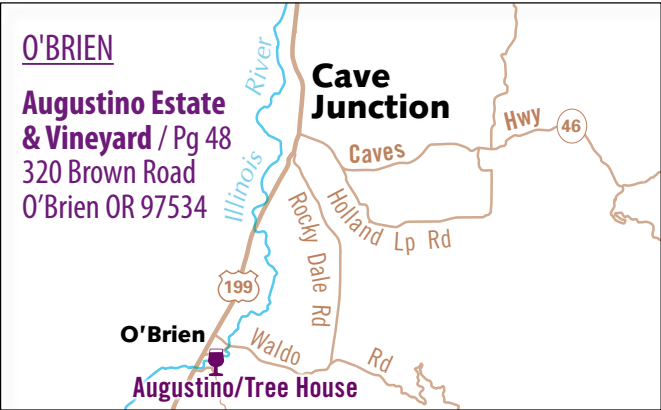 O'BRIEN
Augustino Estate
& Vineyard / Pg 48
320 Brown Road
O’Brien OR 97534
Illinois River
Cave
Junction
Caves Hwy
46
Holland Lp Rd
Rocky Dale Rd
199
O’Brien
Waldo Rd
Augustino/Tree House